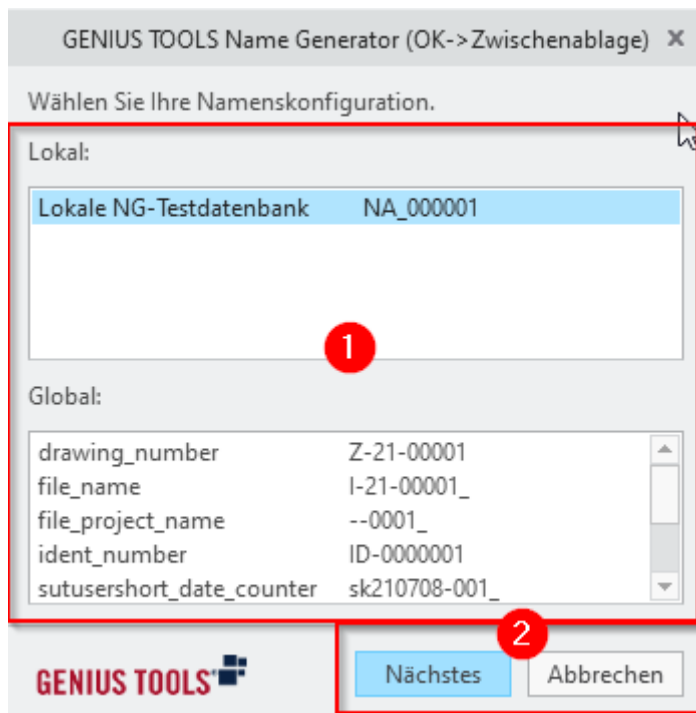 GENIUS TOOLS Name Generator (OK->Zwischenablage) x
Wählen Sie Ihre Namenskonfiguration.
Lokal:
Lokale NG-Testdatenbank NA_000001
1
Global:
drawing_number Z-21-00001
file_name I-21-00001_
file_project_name --0001_
ident_number ID-0000001
sutusershort_date_counter sk210708-001_
2
GENIUS TOOLS Nächstes Abbrechen